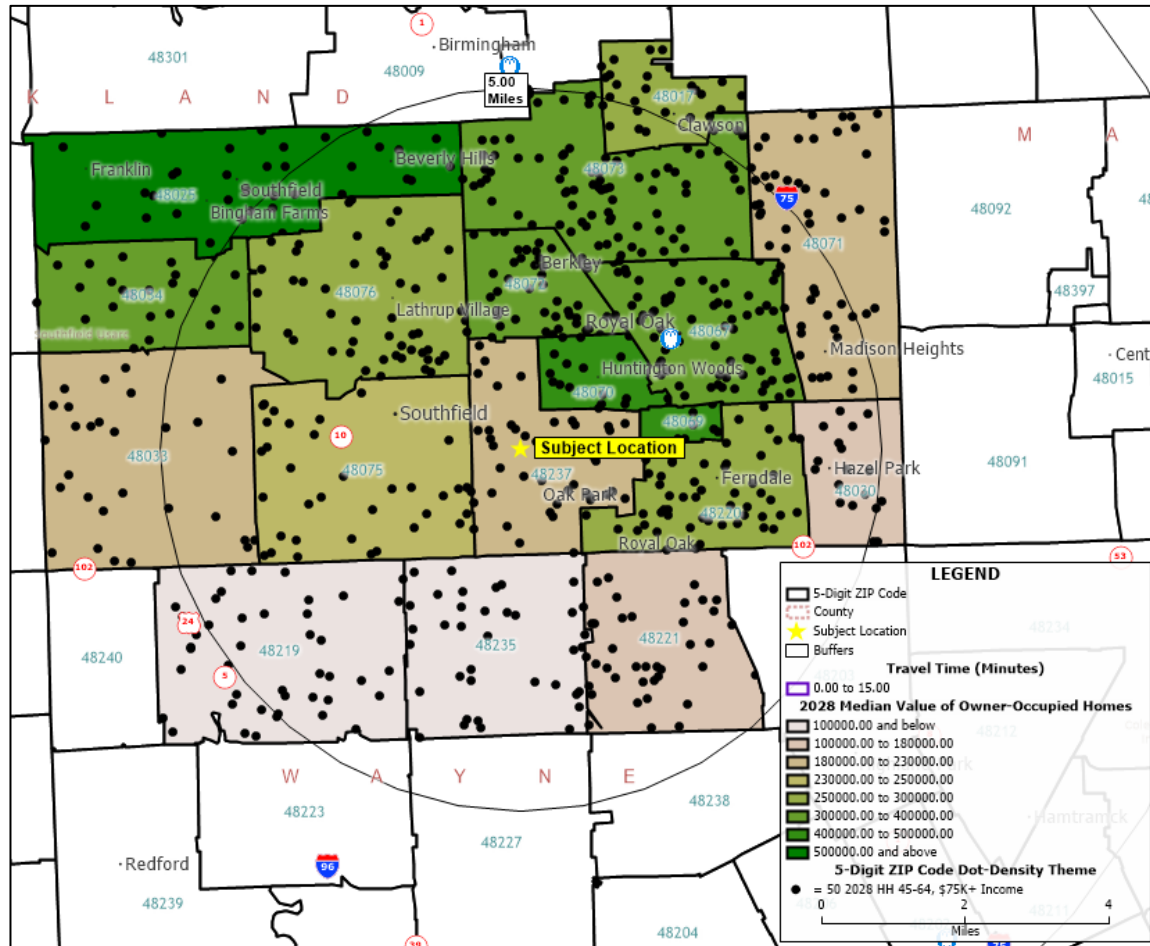 1
Birmingham
48301
48009
5.00
Miles
K L A N D
48017
Clawson
M A
Franklin
Beverly Hills
48073
48025
Southfield
Bingham Farms
75
48092
48071
Berkley
48072
48034
48076
48397
Lathrup Village
Royal Oak
48067
Southfield
Madison Heights
Cent
Huntington Woods
48015
48070
Southfield
48069
10
Subject Location
48033
48075
48237
Ferndale
Hazel Park
48091
Oak Park
48030
48220
Royal Oak
102
102
53
LEGEND
5-Digit ZIP Code
County
Subject Location
Buffers
Travel Time (Minutes)
0.00 to 15.00
2028 Median Value of Owner-Occupied Homes
100000.00 and below
100000.00 to 180000.00
180000.00 to 230000.00
230000.00 to 250000.00
250000.00 to 300000.00
300000.00 to 400000.00
400000.00 to 500000.00
500000.00 and above
5-Digit ZIP Code Dot-Density Theme
= 50 2028 HH 45-64, $75K+ Income
0 2 4
Miles
24
48240
48219
48235
48221
48234
5
48203
48212
W A Y N E
48223
48238
48227
Hamtramck
Redford
96
48239
48204
48211
39